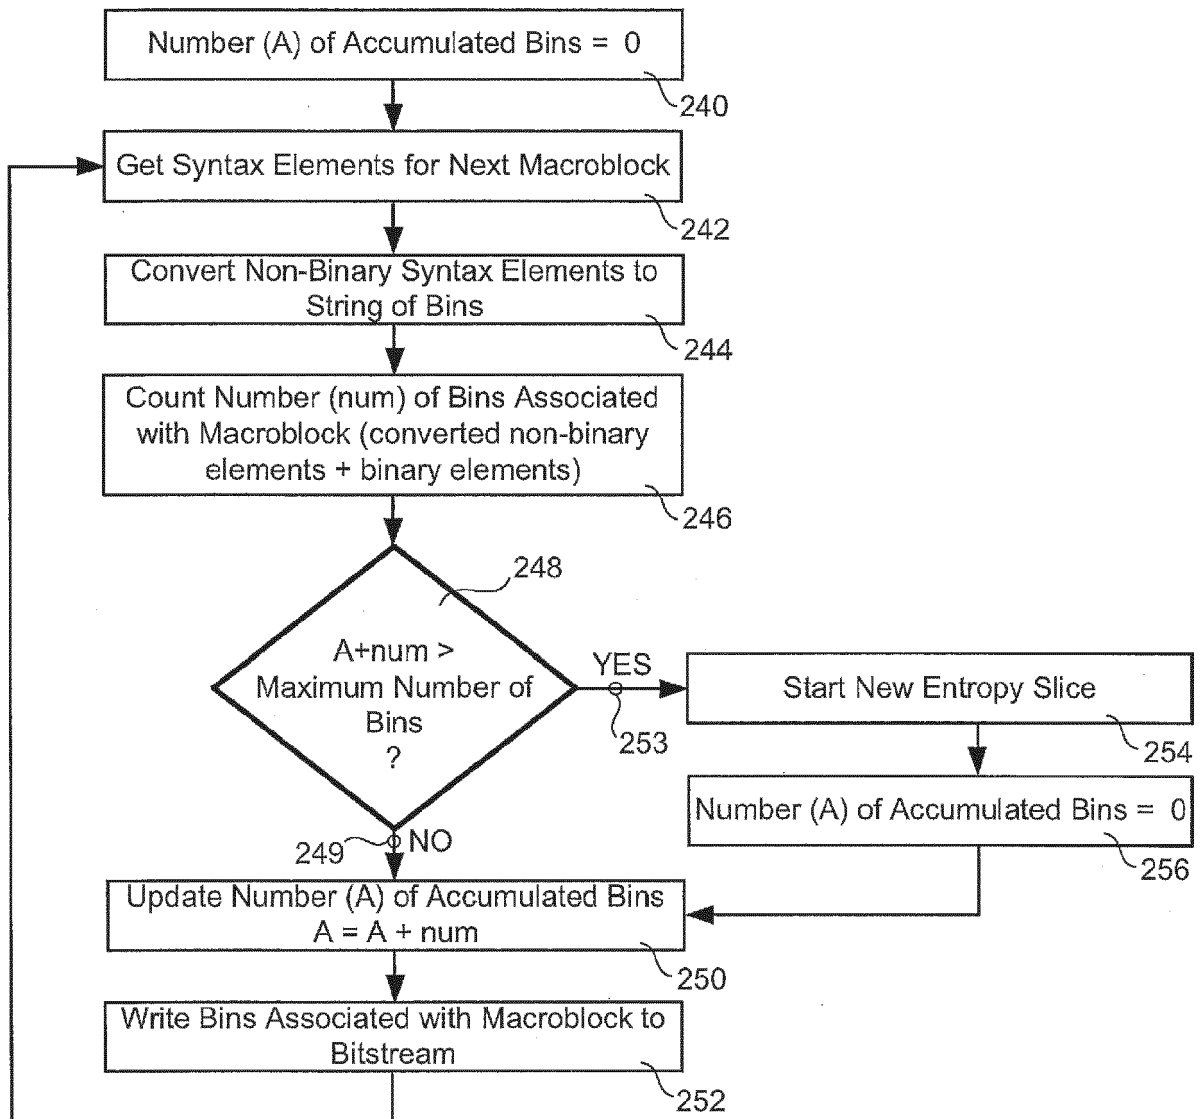 Number (A) of Accumulated Bins = 0
240
Get Syntax Elements for Next Macroblock
242
Convert Non-Binary Syntax Elements to
String of Bins
244
Count Number (num) of Bins Associated
with Macroblock (converted non-binary
elements + binary elements)
246
248
A+num >
Maximum Number of
Bins
?
YES
253
Start New Entropy Slice
254
Number (A) of Accumulated Bins = 0
256
249
NO
Update Number (A) of Accumulated Bins
A = A + num
250
Write Bins Associated with Macroblock to
Bitstream
252